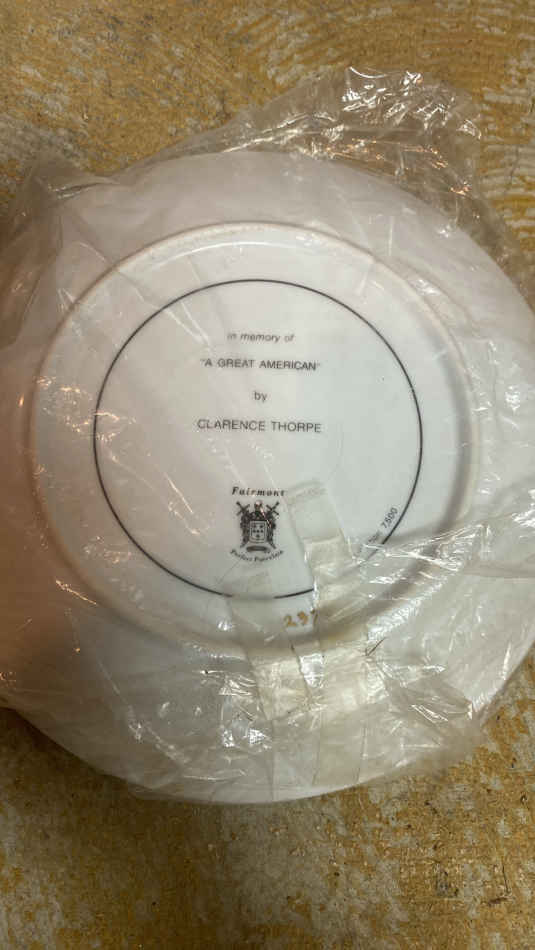 in memory of
"A GREAT AMERICAN"
by
CLARENCE THORPE
Fairmont
Perfect Porcelain
7500